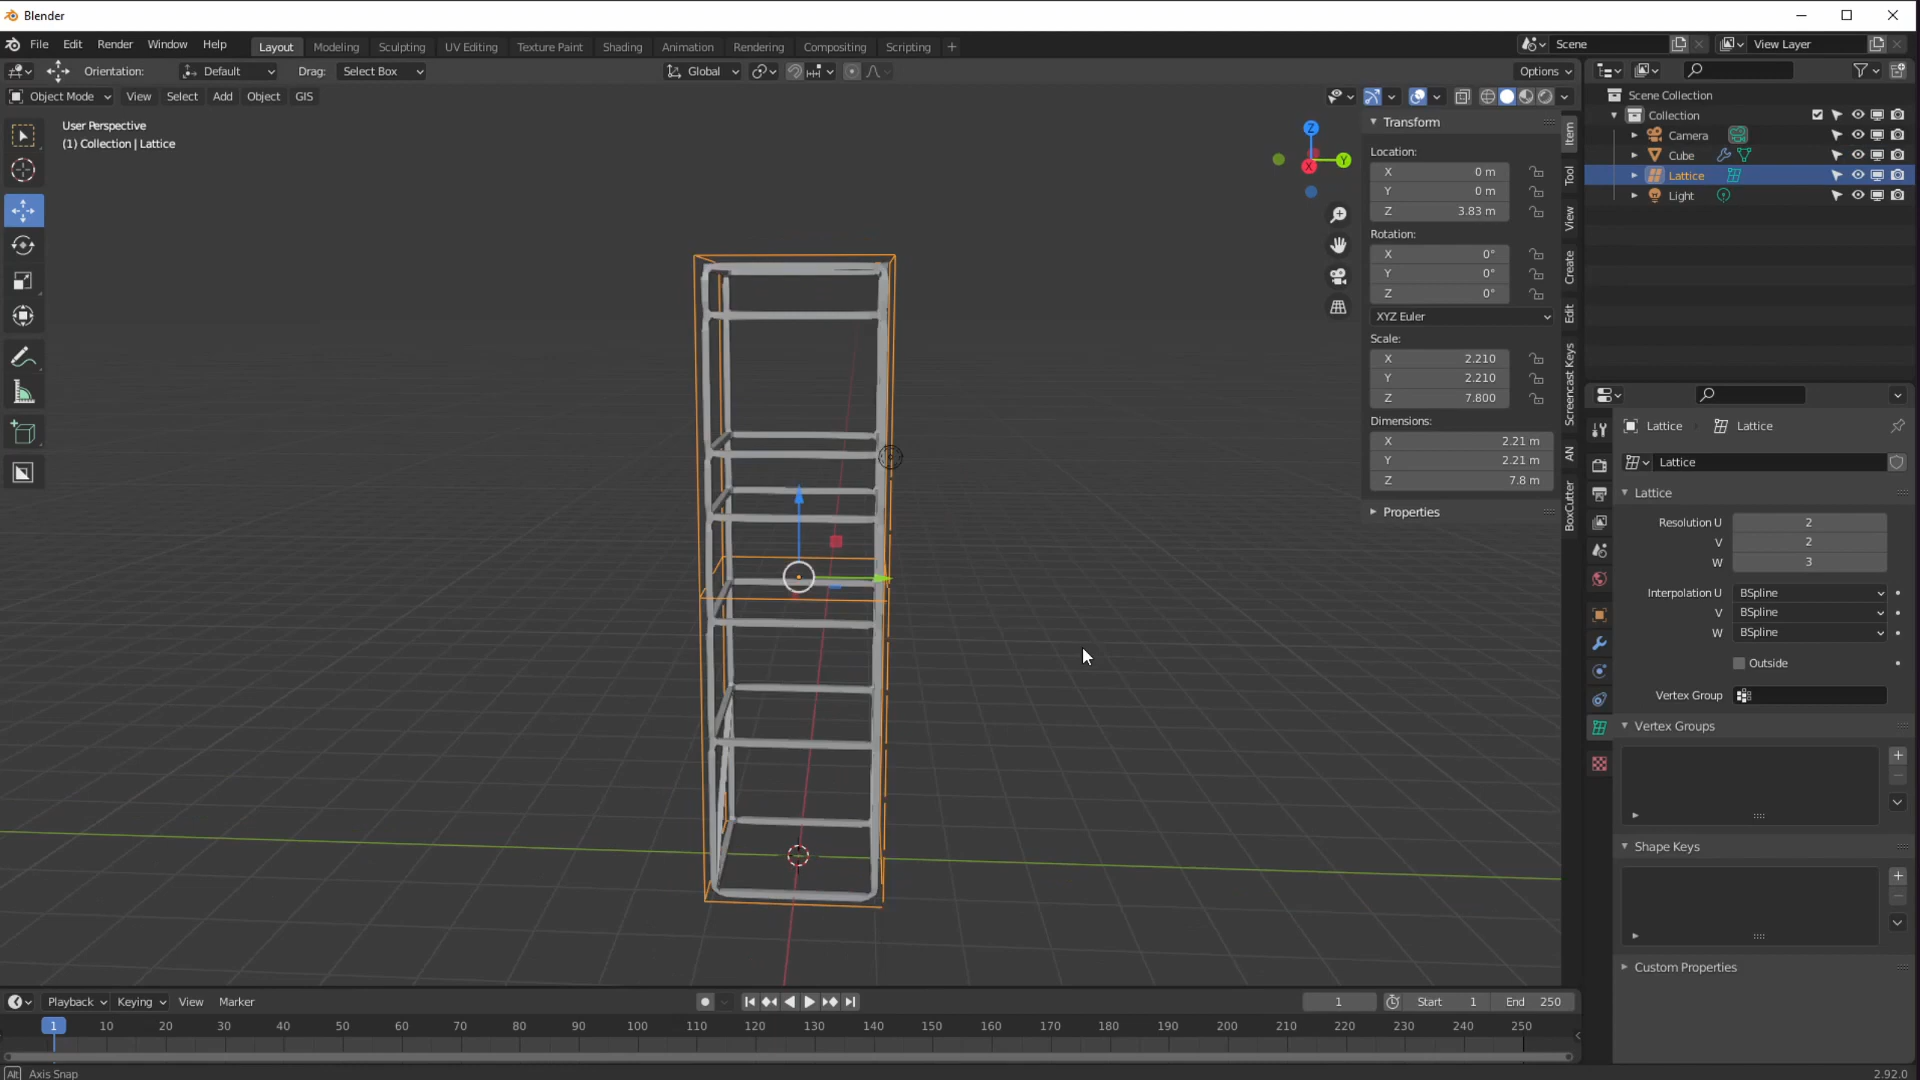 Blender
File Edit Render Window Help
Layout Modeling Sculpting UV Editing Texture Paint Shading Animation Rendering Compositing Scripting +
Scene
View Layer
Orientation: Default Drag: Select Box
Global
Options
Object Mode View Select Add Object GIS
User Perspective
(1) Collection | Lattice
Z
Y
X
Transform
Location:
X 0 m
Y 0 m
Z 3.83 m
Rotation:
X 0°
Y 0°
Z 0°
XYZ Euler
Scale:
X 2.210
Y 2.210
Z 7.800
Dimensions:
X 2.21 m
Y 2.21 m
Z 7.8 m
Properties
Item
Tool
View
Create
Edit
Screencast Keys
AN
BoxCutter
Scene Collection
Collection
Camera
Cube
Lattice
Light
Lattice Lattice
Lattice
Lattice
Resolution U 2
V 2
W 3
Interpolation U BSpline
V BSpline
W BSpline
Outside
Vertex Group
Vertex Groups
Shape Keys
Custom Properties
Playback Keying View Marker
1 Start 1 End 250
1 10 20 30 40 50 60 70 80 90 100 110 120 130 140 150 160 170 180 190 200 210 220 230 240 250
Alt Axis Snap
2.92.0